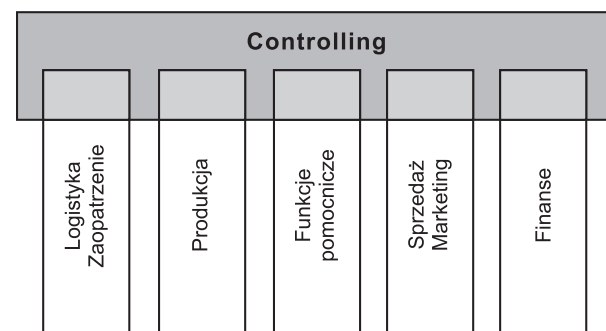 Controlling
Logistyka
Zaopatrzenie
Produkcja
Funkcje
pomocnicze
Sprzedaż
Marketing
Finanse